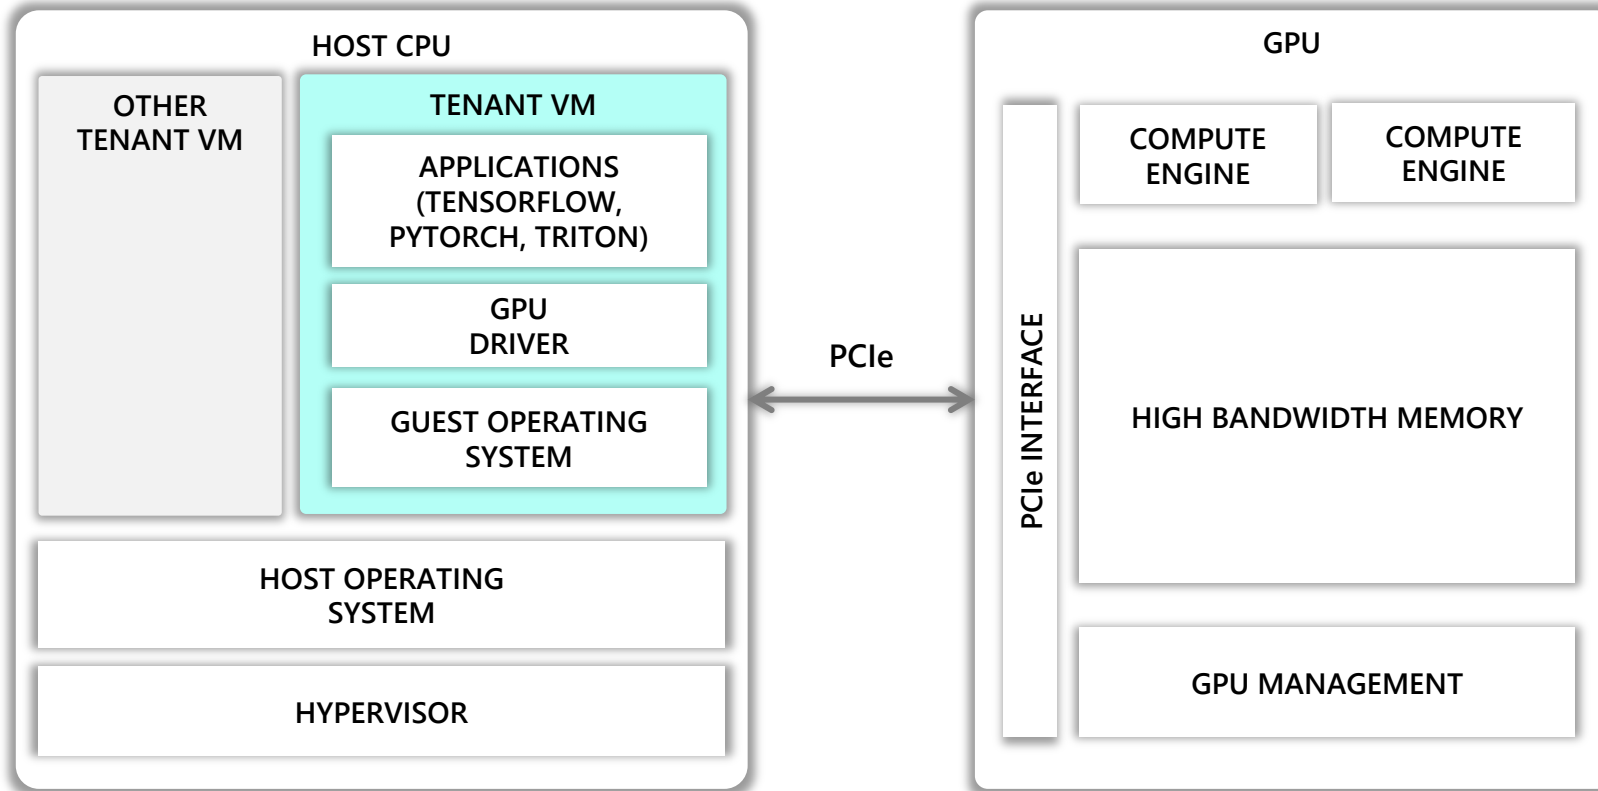 HOST CPU
OTHER
TENANT VM
TENANT VM
APPLICATIONS
(TENSORFLOW,
PYTORCH, TRITON)
GPU
DRIVER
GUEST OPERATING
SYSTEM
HOST OPERATING
SYSTEM
HYPERVISOR
PCIe
GPU
PCIe INTERFACE
COMPUTE
ENGINE
COMPUTE
ENGINE
HIGH BANDWIDTH MEMORY
GPU MANAGEMENT